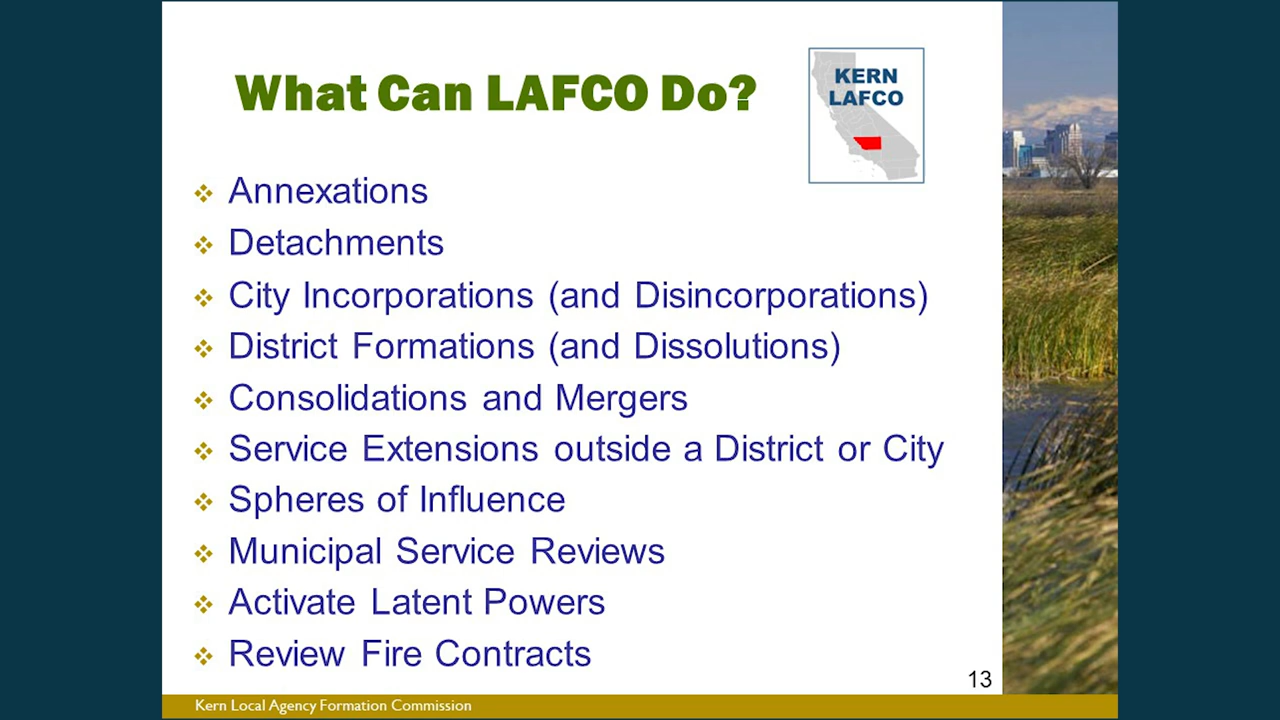 What Can LAFCO Do?
KERN
LAFCO
Annexations
Detachments
City Incorporations (and Disincorporations)
District Formations (and Dissolutions)
Consolidations and Mergers
Service Extensions outside a District or City
Spheres of Influence
Municipal Service Reviews
Activate Latent Powers
Review Fire Contracts
13
Kern Local Agency Formation Commission